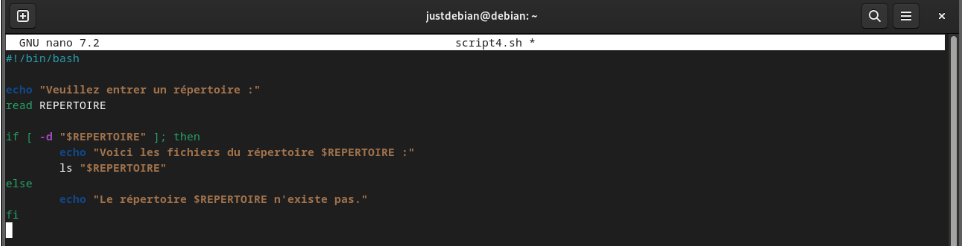 justdebian@debian: ~
GNU nano 7.2 script4.sh *
#!/bin/bash
echo "Veuillez entrer un répertoire :"
read REPERTOIRE
if [ -d "$REPERTOIRE" ]; then
echo "Voici les fichiers du répertoire $REPERTOIRE :"
ls "$REPERTOIRE"
else
echo "Le répertoire $REPERTOIRE n'existe pas."
fi